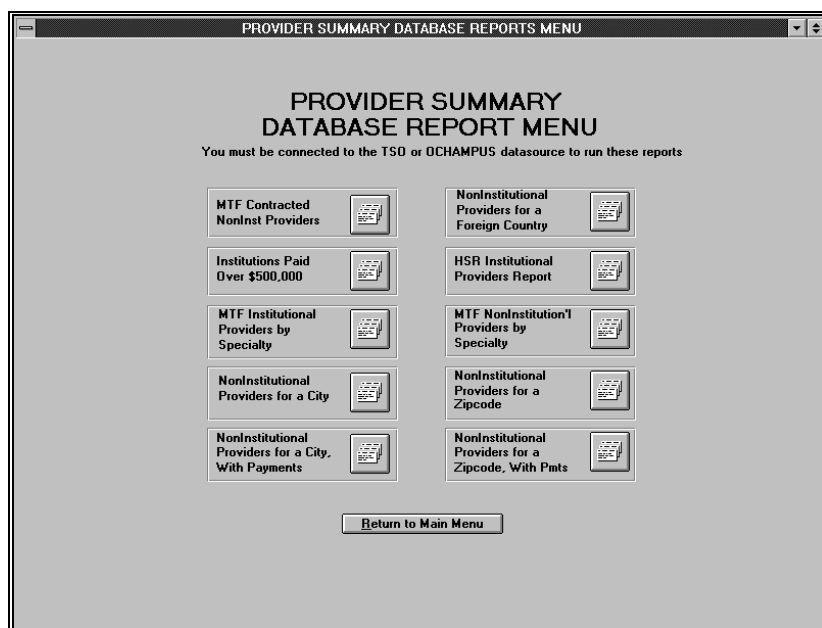 PROVIDER SUMMARY DATABASE REPORTS MENU
PROVIDER SUMMARY
DATABASE REPORT MENU
You must be connected to the TSO or OCHAMPUS datasource to run these reports
MTF Contracted
NonInst Providers
NonInstitutional
Providers for a
Foreign Country
Institutions Paid
Over $500,000
HSR Institutional
Providers Report
MTF Institutional
Providers by
Specialty
MTF NonInstitution'l
Providers by
Specialty
NonInstitutional
Providers for a City
NonInstitutional
Providers for a
Zipcode
NonInstitutional
Providers for a City,
With Payments
NonInstitutional
Providers for a
Zipcode, With Pmts
Return to Main Menu